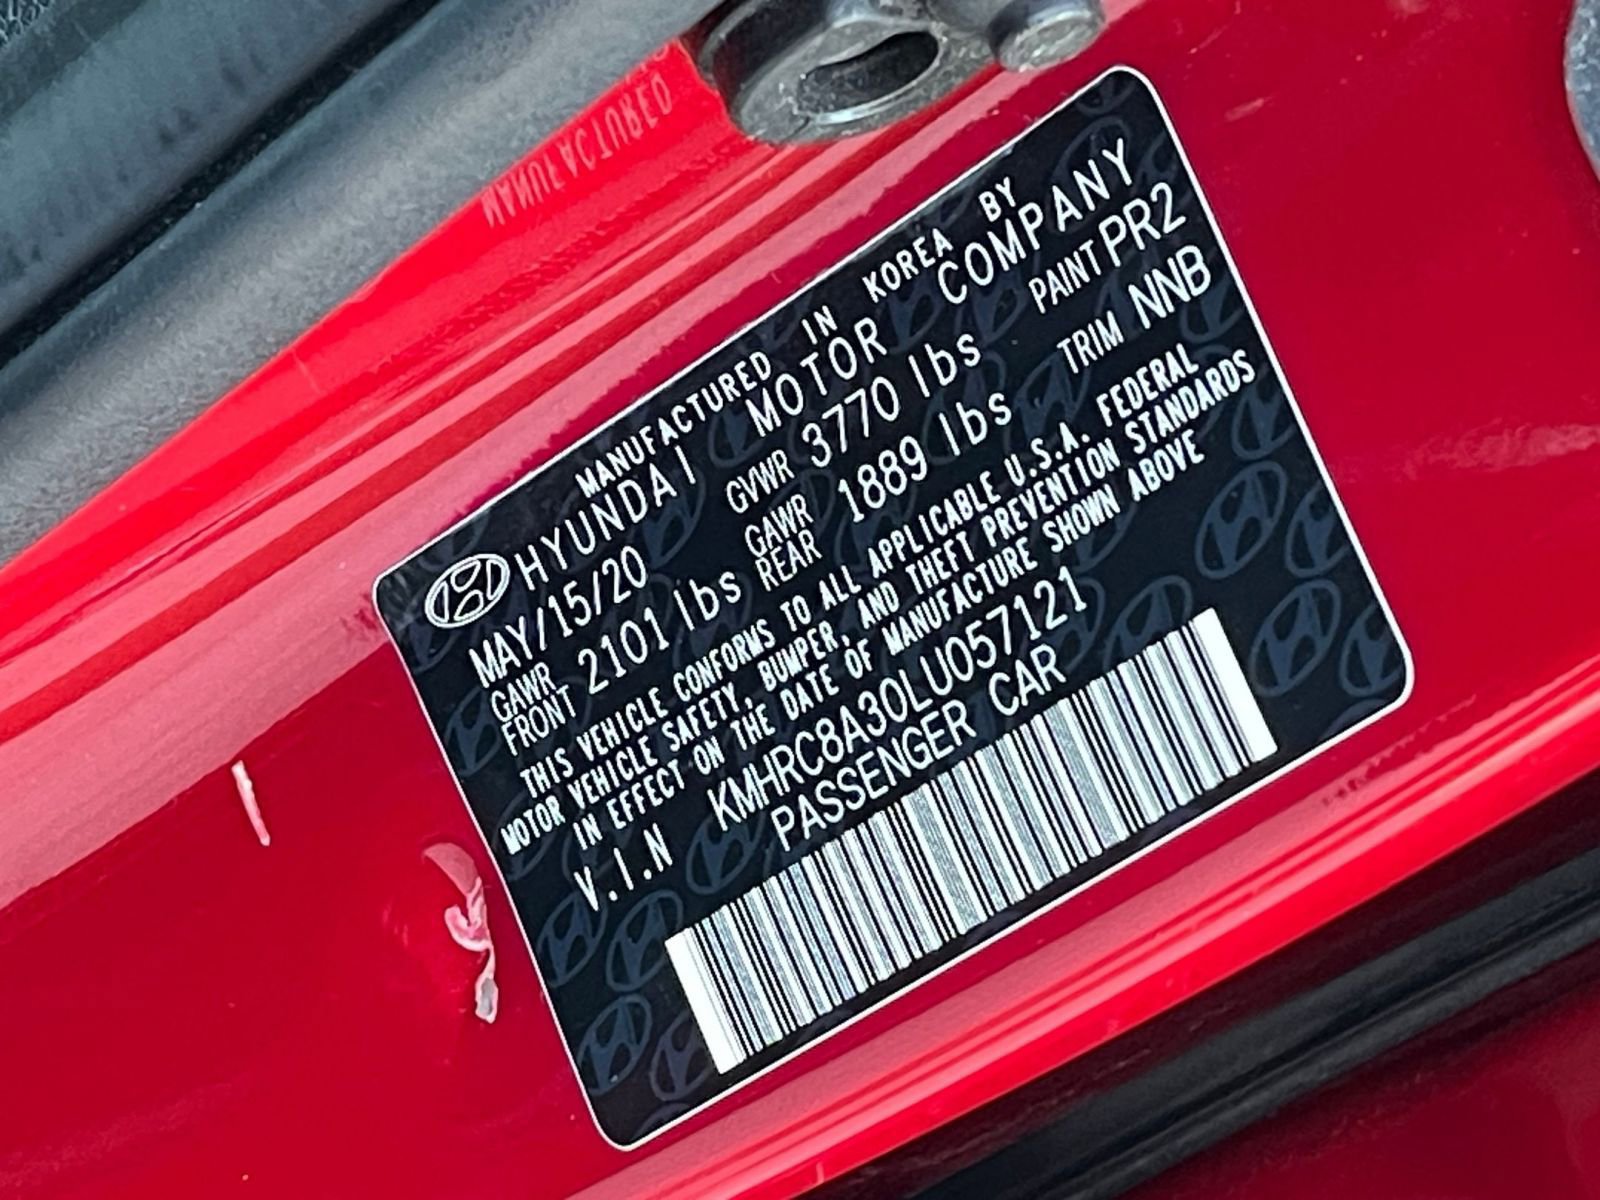 MANUFACTURED IN KOREA BY
HYUNDAI MOTOR COMPANY
MAY/15/20 GVWR 3770 lbs PAINT PR2
GAWR FRONT 2101 lbs GAWR REAR 1889 lbs TRIM NNB
THIS VEHICLE CONFORMS TO ALL APPLICABLE U.S.A. FEDERAL
MOTOR VEHICLE SAFETY, BUMPER, AND THEFT PREVENTION STANDARDS
IN EFFECT ON THE DATE OF MANUFACTURE SHOWN ABOVE
V.I.N KMHRC8A30LU057121
PASSENGER CAR